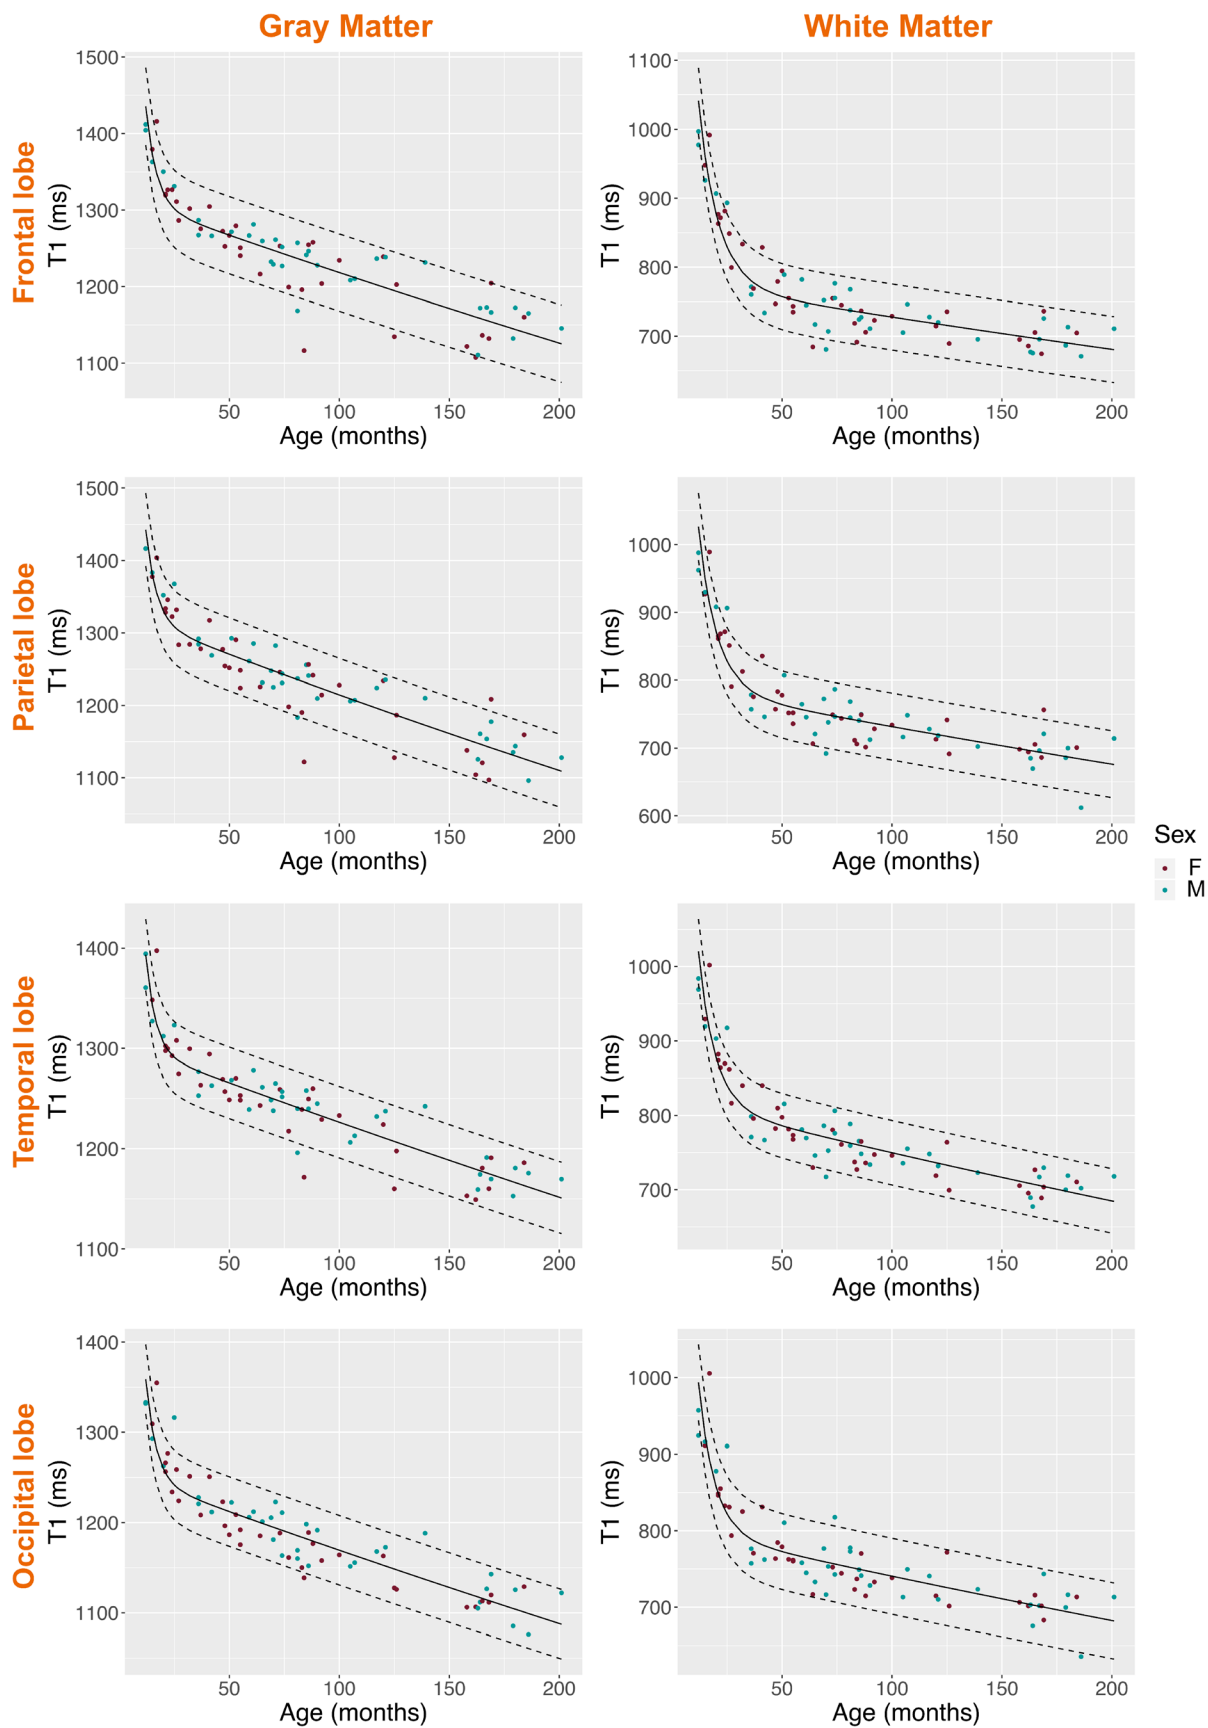 Gray Matter
White Matter
Frontal lobe
T1 (ms)
1500
1400
1300
1200
1100
50
100
150
200
Age (months)
T1 (ms)
1100
1000
900
800
700
50
100
150
200
Age (months)
Parietal lobe
T1 (ms)
1500
1400
1300
1200
1100
50
100
150
200
Age (months)
T1 (ms)
1000
900
800
700
600
50
100
150
200
Age (months)
Sex
F
M
Temporal lobe
T1 (ms)
1400
1300
1200
1100
50
100
150
200
Age (months)
T1 (ms)
1000
900
800
700
50
100
150
200
Age (months)
Occipital lobe
T1 (ms)
1400
1300
1200
1100
50
100
150
200
Age (months)
T1 (ms)
1000
900
800
700
50
100
150
200
Age (months)